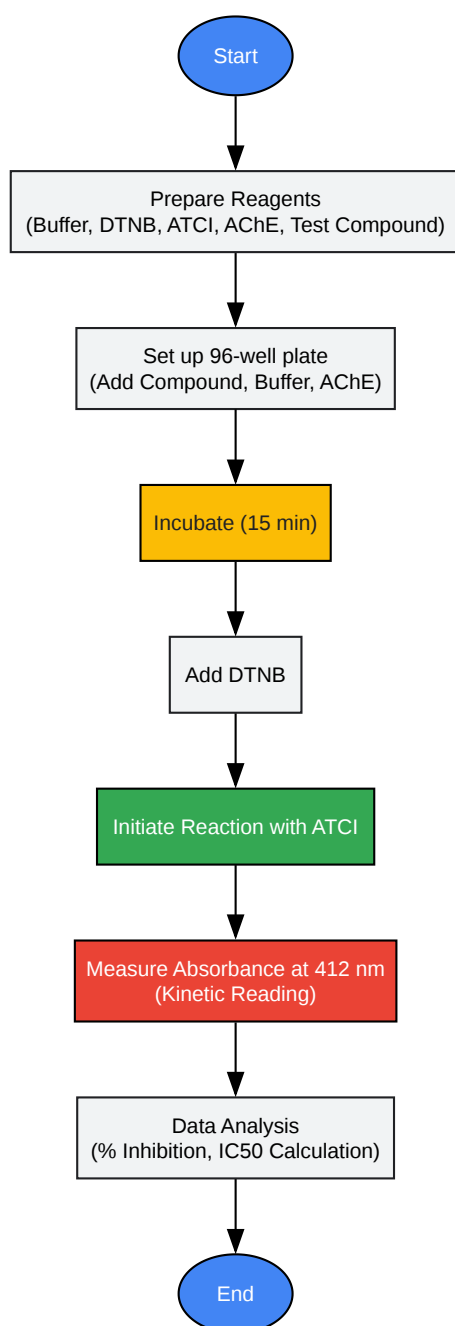 Start
Prepare Reagents
(Buffer, DTNB, ATCI, AChE, Test Compound)
Set up 96-well plate
(Add Compound, Buffer, AChE)
Incubate (15 min)
Add DTNB
Initiate Reaction with ATCI
Measure Absorbance at 412 nm
(Kinetic Reading)
Data Analysis
(% Inhibition, IC50 Calculation)
End